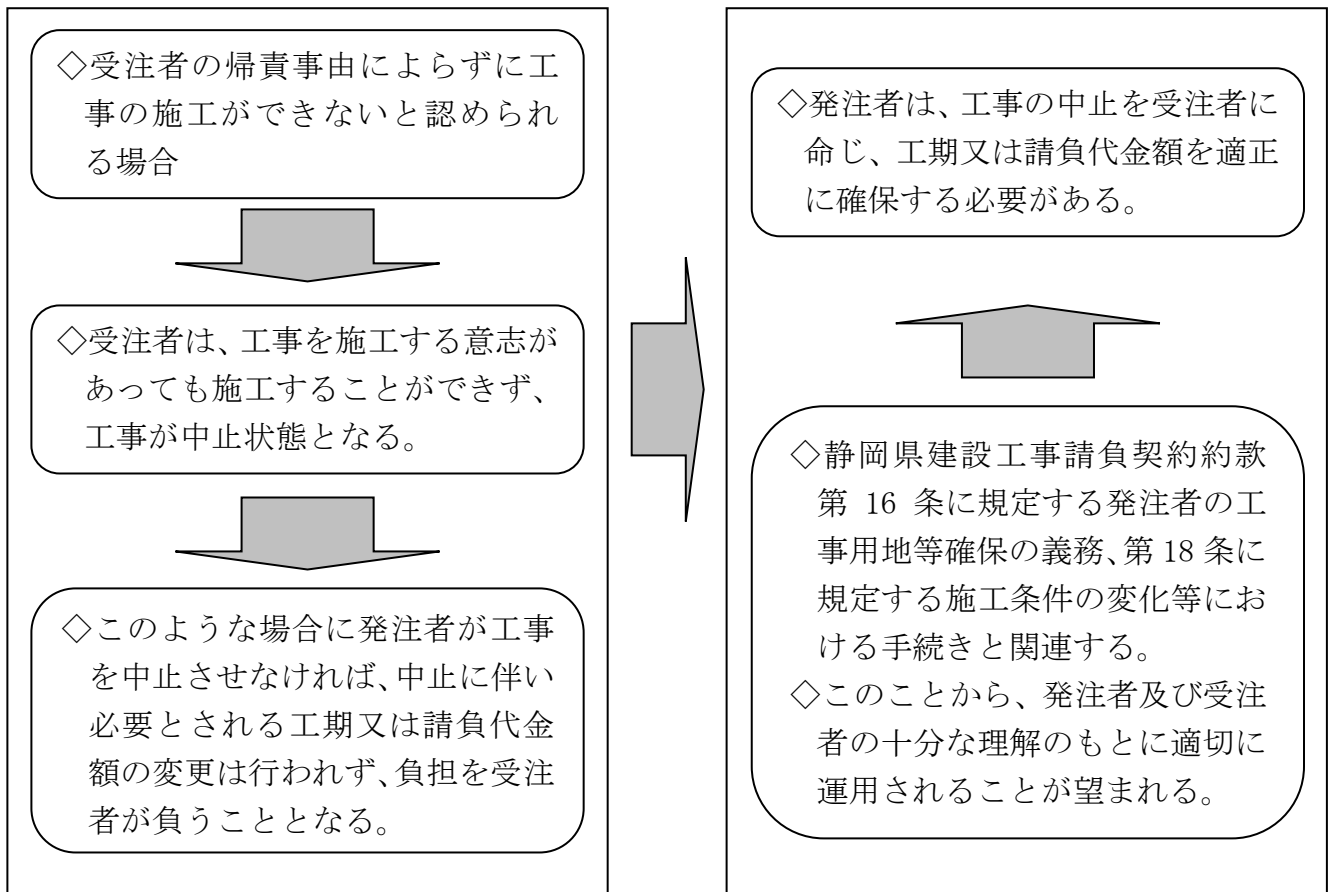 ◇受注者の帰責事由によらずに工
事の施工ができないと認められ
る場合
◇受注者は、工事を施工する意志が
あっても施工することができず、
工事が中止状態となる。
◇このような場合に発注者が工事
を中止させなければ、中止に伴い
必要とされる工期又は請負代金
額の変更は行われず、負担を受注
者が負うこととなる。
◇発注者は、工事の中止を受注者に
命じ、工期又は請負代金額を適正
に確保する必要がある。
◇静岡県建設工事請負契約約款
第 16 条に規定する発注者の工
事用地等確保の義務、第 18 条に
規定する施工条件の変化等にお
ける手続きと関連する。
◇このことから、発注者及び受注
者の十分な理解のもとに適切に
運用されることが望まれる。